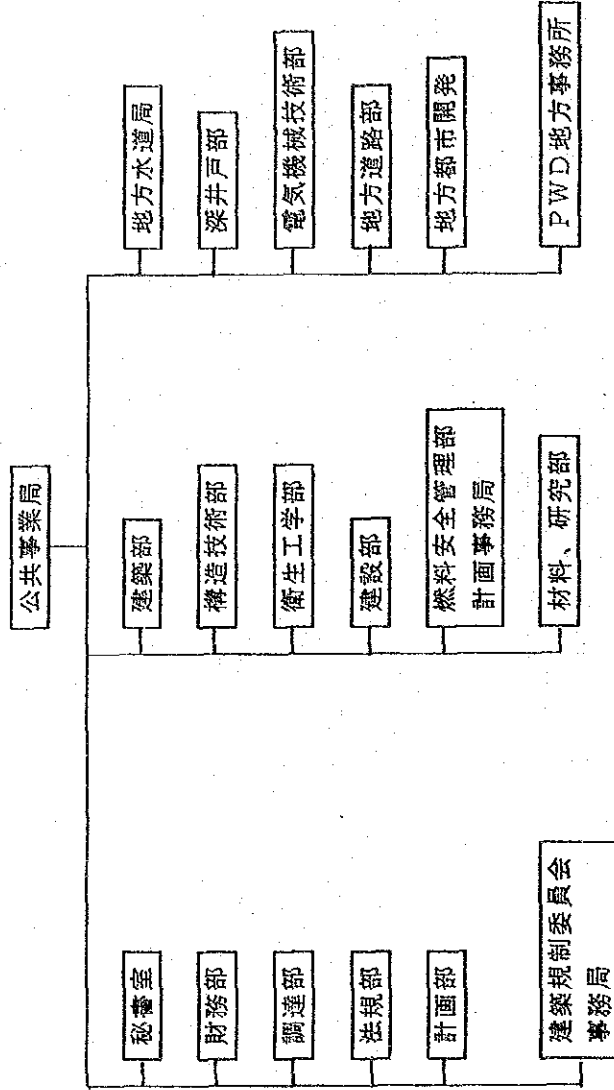 公共事業局
秘書室
財務部
調達部
法規部
計画部
建築規制委員会
事務局
建築部
構造技術部
衛生工学部
建設部
燃料安全管理部
計画事務局
材料、研究部
地方水道局
深井戸部
電気機械技術部
地方道路部
地方都市開発
PWD地方事務所